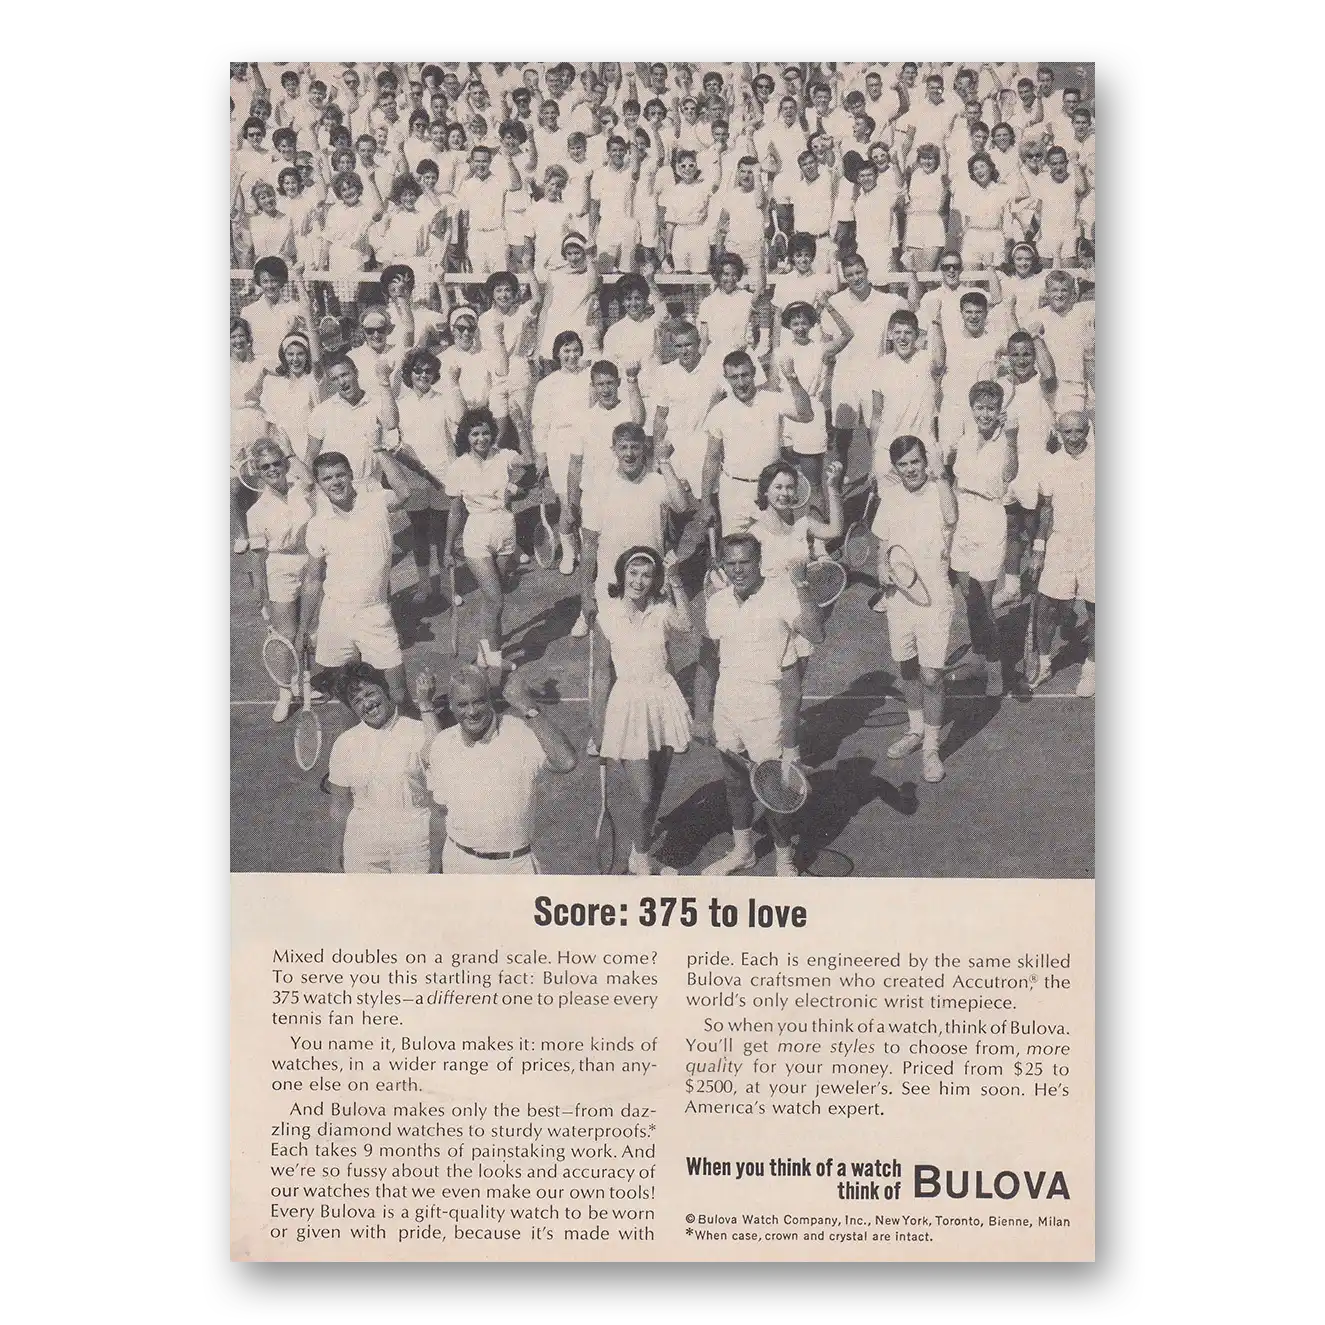 Score: 375 to love
Mixed doubles on a grand scale. How come?
To serve you this startling fact: Bulova makes
375 watch styles—a different one to please every
tennis fan here.
You name it, Bulova makes it: more kinds of
watches, in a wider range of prices, than any-
one else on earth.
And Bulova makes only the best—from daz-
zling diamond watches to sturdy waterproofs.*
Each takes 9 months of painstaking work. And
we're so fussy about the looks and accuracy of
our watches that we even make our own tools!
Every Bulova is a gift-quality watch to be worn
or given with pride, because it's made with
pride. Each is engineered by the same skilled
Bulova craftsmen who created Accutron,® the
world's only electronic wrist timepiece.
So when you think of a watch, think of Bulova.
You'll get more styles to choose from, more
quality for your money. Priced from $25 to
$2500, at your jeweler's. See him soon. He's
America's watch expert.
When you think of a watch
think of BULOVA
© Bulova Watch Company, Inc., New York, Toronto, Bienne, Milan
*When case, crown and crystal are intact.